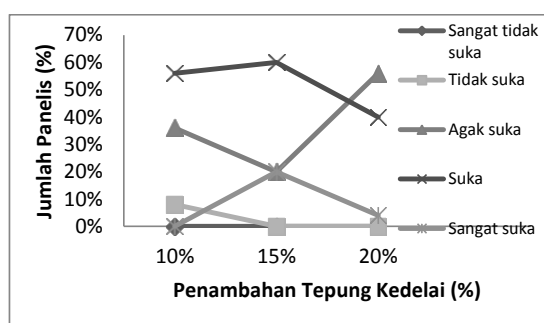 70%
60%
50%
40%
30%
20%
10%
0%
Jumlah Panelis (%)
10%
15%
20%
Penambahan Tepung Kedelai (%)
Sangat tidak
suka
Tidak suka
Agak suka
Suka
Sangat suka